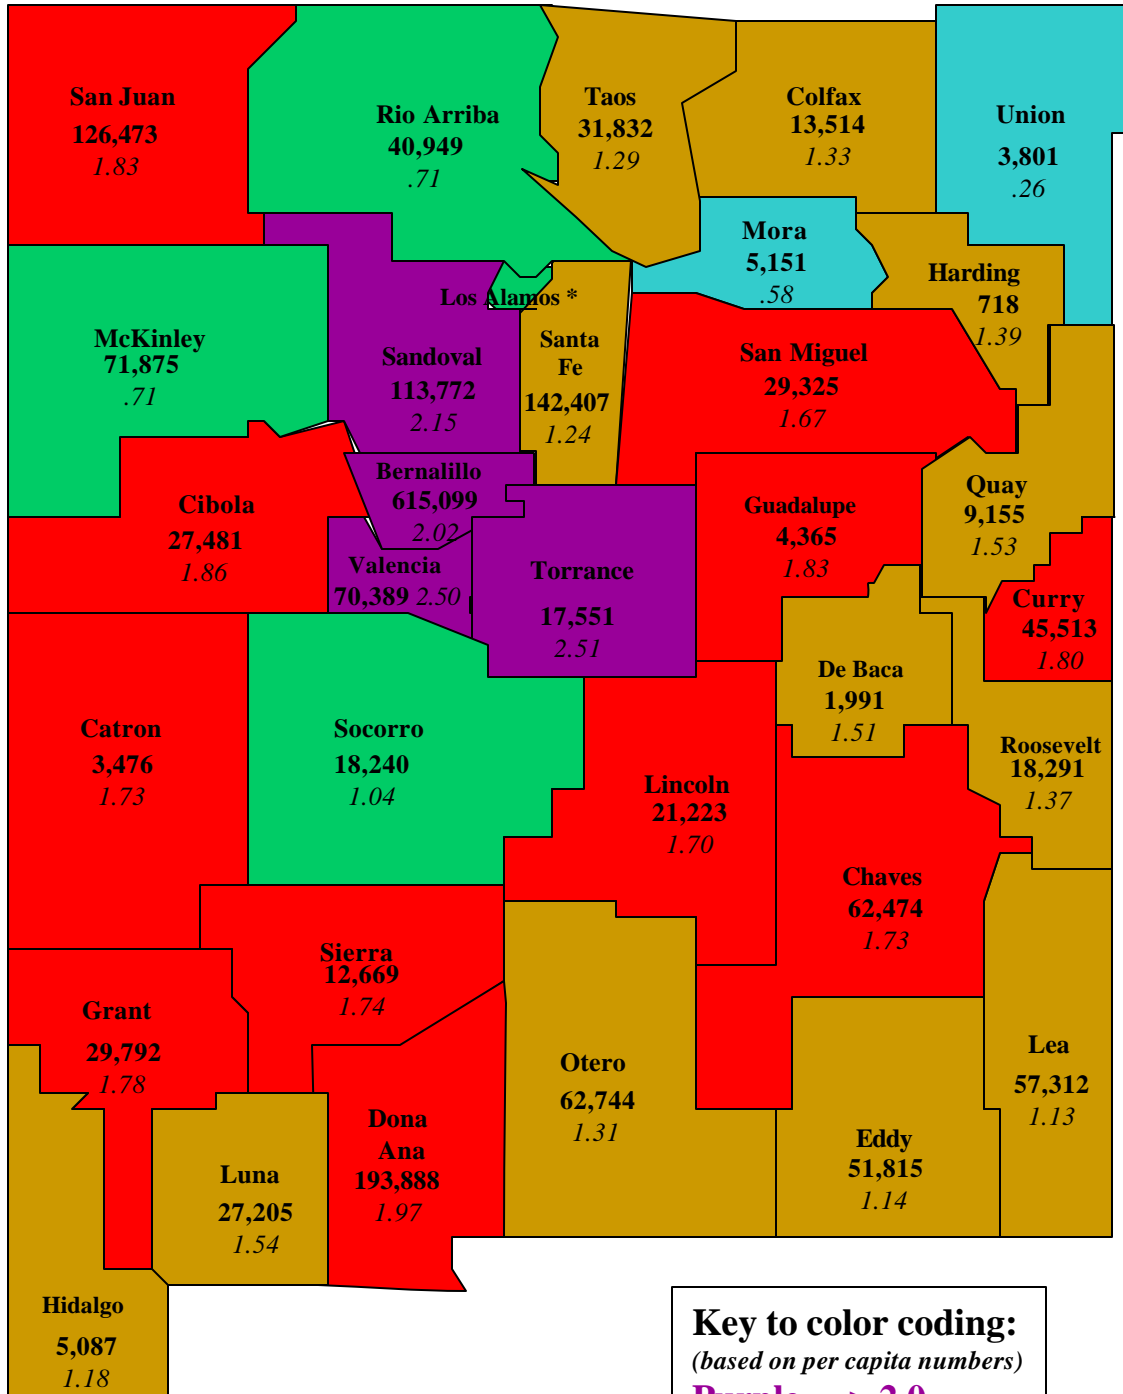 San Juan
126,473
1.83
Rio Arriba
40,949
.71
Taos
31,832
1.29
Colfax
13,514
1.33
Union
3,801
.26
Mora
5,151
.58
Harding
718
1.39
McKinley
71,875
.71
Los Alamos *
Sandoval
113,772
2.15
Santa
Fe
142,407
1.24
San Miguel
29,325
1.67
Cibola
27,481
1.86
Bernalillo
615,099
2.02
Guadalupe
4,365
1.83
Quay
9,155
1.53
Valencia
70,389 2.50
Torrance
17,551
2.51
Curry
45,513
1.80
De Baca
1,991
1.51
Catron
3,476
1.73
Socorro
18,240
1.04
Lincoln
21,223
1.70
Roosevelt
18,291
1.37
Chaves
62,474
1.73
Sierra
12,669
1.74
Grant
29,792
1.78
Otero
62,744
1.31
Lea
57,312
1.13
Dona
Ana
193,888
1.97
Eddy
51,815
1.14
Luna
27,205
1.54
Hidalgo
5,087
1.18
Key to color coding:
(based on per capita numbers)